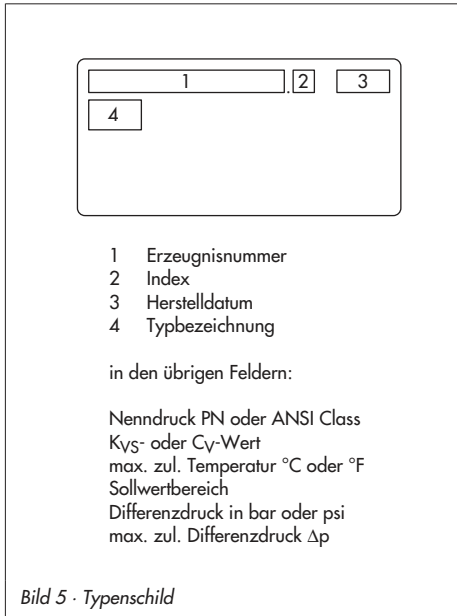 1 . 2 3
4
1 Erzeugnisnummer
2 Index
3 Herstelldatum
4 Typbezeichnung
in den übrigen Feldern:
Nenndruck PN oder ANSI Class
KVS- oder CV-Wert
max. zul. Temperatur °C oder °F
Sollwertbereich
Differenzdruck in bar oder psi
max. zul. Differenzdruck Δp
Bild 5 · Typenschild